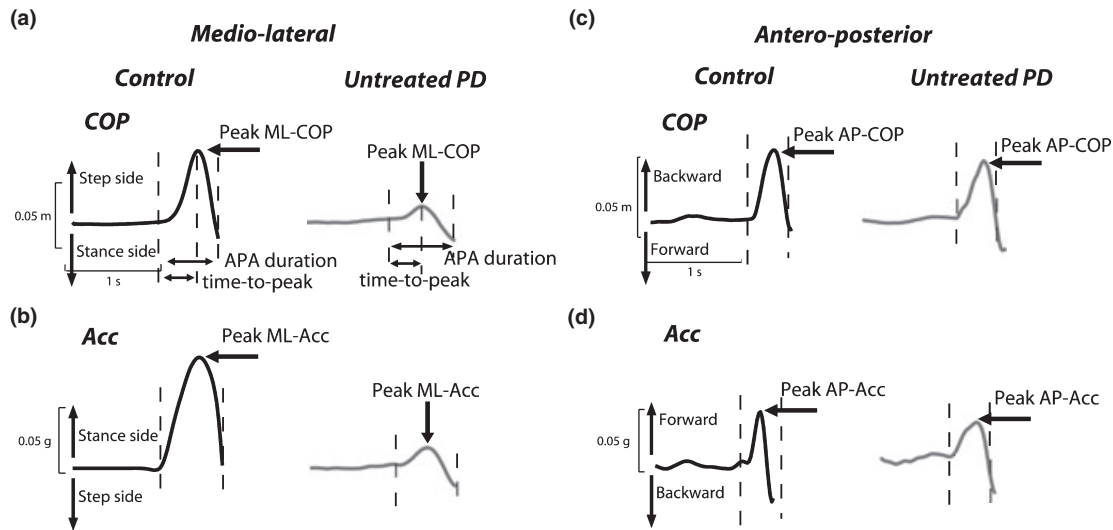 (a)
Medio-lateral
Control
Untreated PD
COP
Peak ML-COP
Peak ML-COP
Step side
0.05 m
Stance side
1 s
APA duration
time-to-peak
APA duration
time-to-peak
(b)
Acc
Peak ML-Acc
Peak ML-Acc
0.05 g
Stance side
Step side
(c)
Antero-posterior
Control
Untreated PD
COP
Peak AP-COP
Peak AP-COP
Backward
0.05 m
Forward
1 s
(d)
Acc
Peak AP-Acc
Peak AP-Acc
0.05 g
Forward
Backward